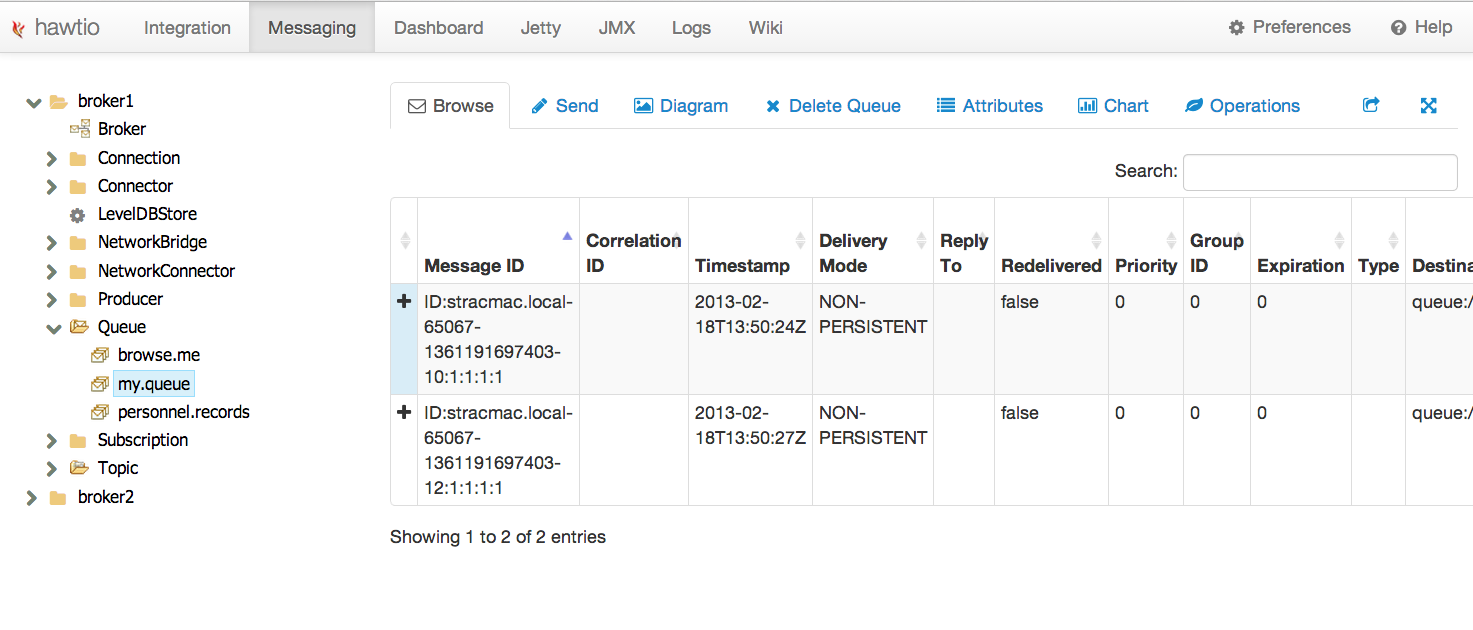 hawtio Integration Messaging Dashboard Jetty JMX Logs Wiki Preferences Help
broker1
Broker
Connection
Connector
LevelDBStore
NetworkBridge
NetworkConnector
Producer
Queue
browse.me
my.queue
personnel.records
Subscription
Topic
broker2
Browse Send Diagram Delete Queue Attributes Chart Operations
Search:
Message ID
Correlation
ID
Timestamp
Delivery
Mode
Reply
To
Redelivered
Priority
Group
ID
Expiration
Type
Destina
ID:stracmac.local-
65067-
1361191697403-
10:1:1:1:1
2013-02-
18T13:50:24Z
NON-
PERSISTENT
false
0
0
0
queue:/
ID:stracmac.local-
65067-
1361191697403-
12:1:1:1:1
2013-02-
18T13:50:27Z
NON-
PERSISTENT
false
0
0
0
queue:/
Showing 1 to 2 of 2 entries